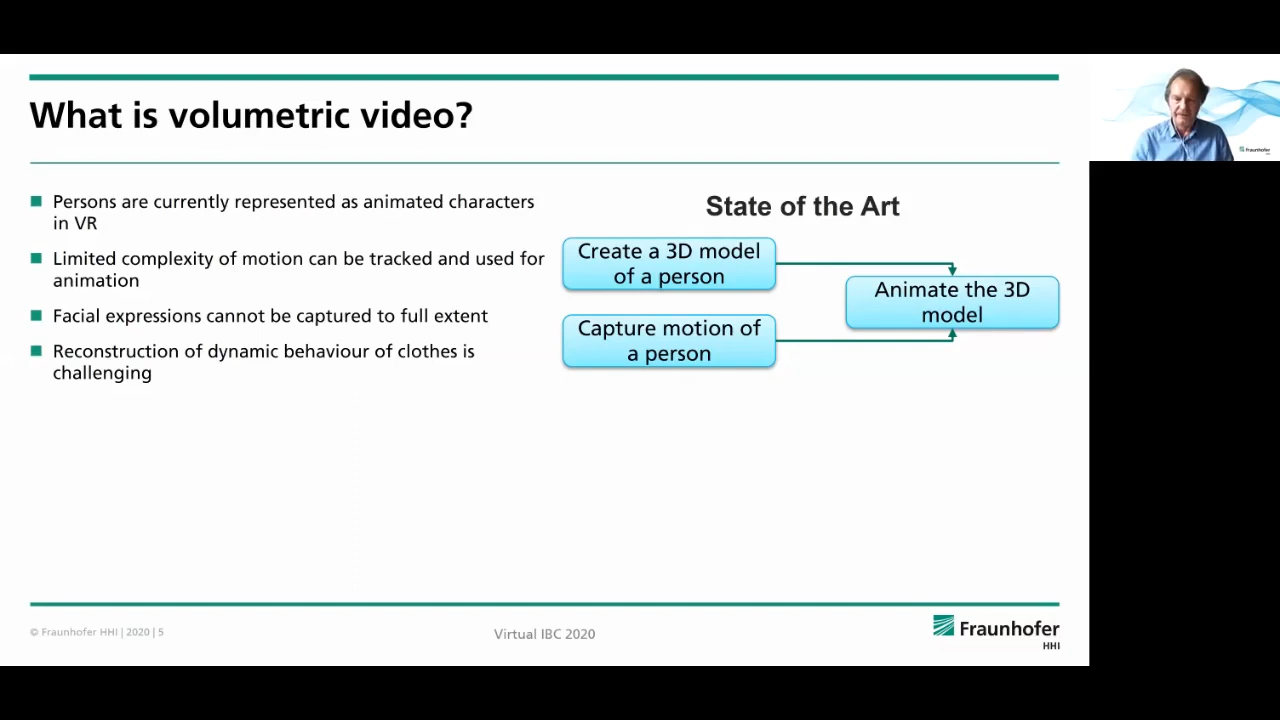 What is volumetric video?
Persons are currently represented as animated characters
in VR
Limited complexity of motion can be tracked and used for
animation
Facial expressions cannot be captured to full extent
Reconstruction of dynamic behaviour of clothes is
challenging
State of the Art
Create a 3D model
of a person
Capture motion of
a person
Animate the 3D
model
© Fraunhofer HHI | 2020 | 5
Virtual IBC 2020
Fraunhofer
HHI
Fraunhofer